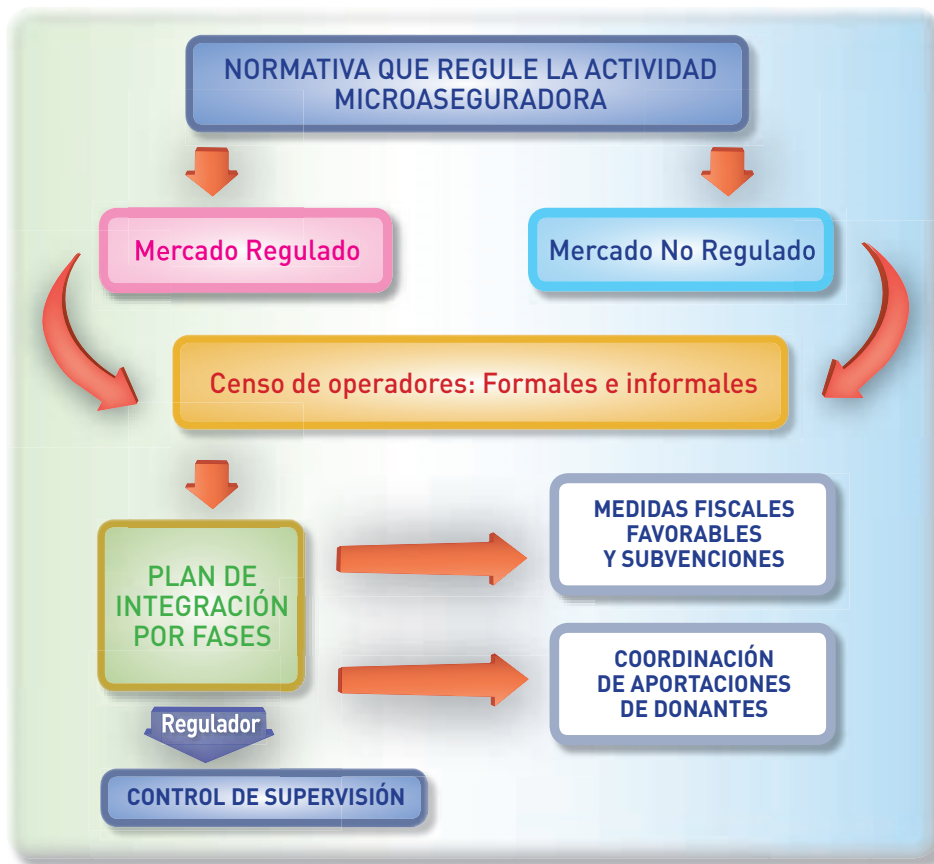 NORMATIVA QUE REGULE LA ACTIVIDAD
MICROASEGURADORA
Mercado Regulado
Mercado No Regulado
Censo de operadores: Formales e informales
PLAN DE
INTEGRACIÓN
POR FASES
MEDIDAS FISCALES
FAVORABLES
Y SUBVENCIONES
COORDINACIÓN
DE APORTACIONES
DE DONANTES
Regulador
CONTROL DE SUPERVISIÓN